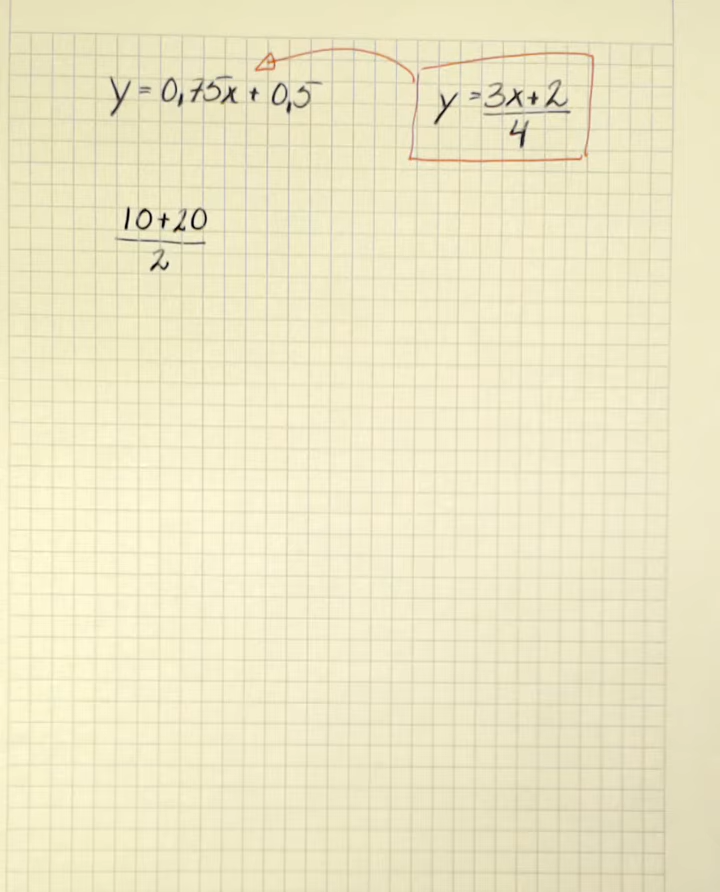 y = 0,75x + 0,5
y = 3x + 2
4
10 + 20
2